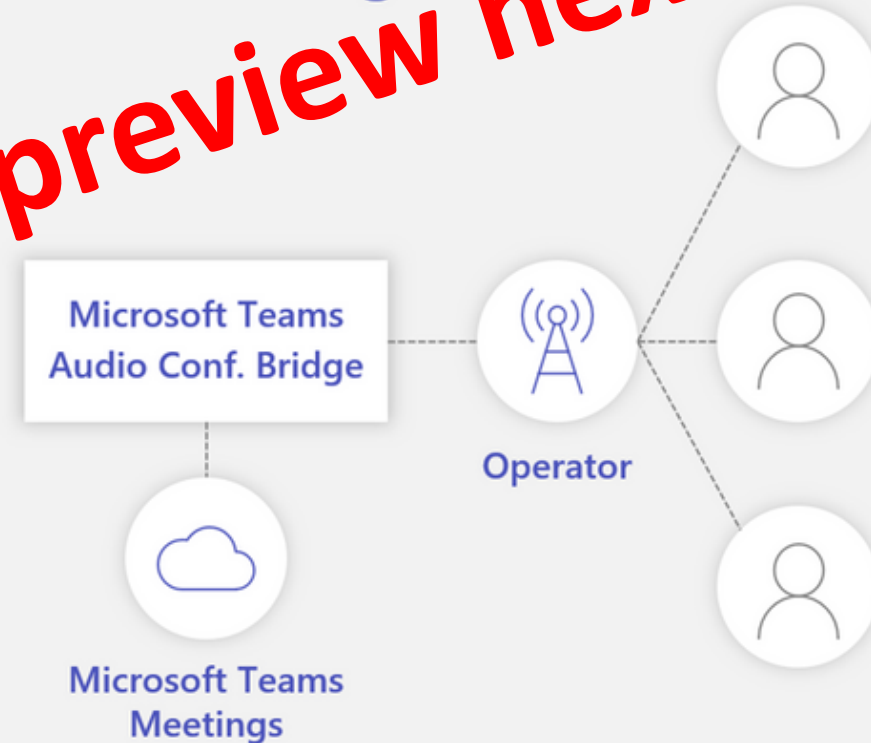 preview
Microsoft Teams
Audio Conf. Bridge
Operator
Microsoft Teams
Meetings